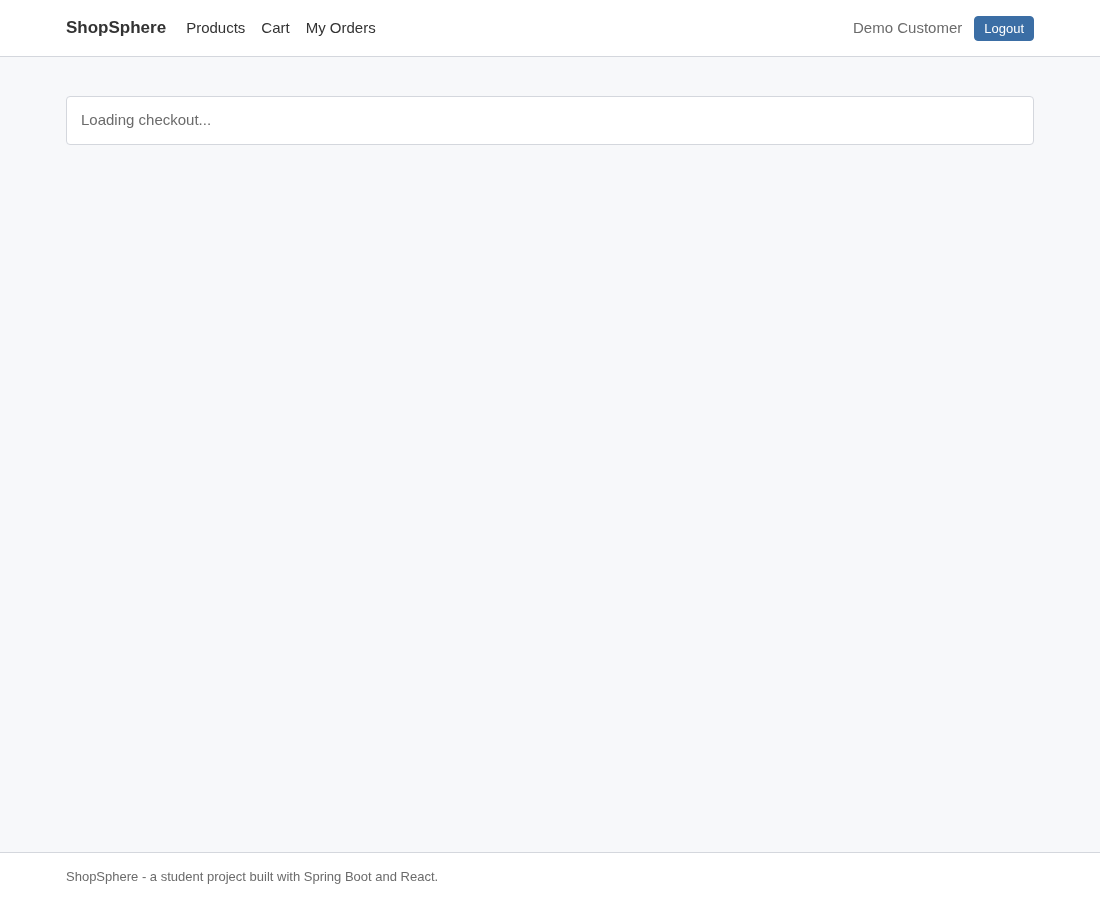 ShopSphere Products Cart My Orders Demo Customer Logout
Loading checkout...
ShopSphere - a student project built with Spring Boot and React.